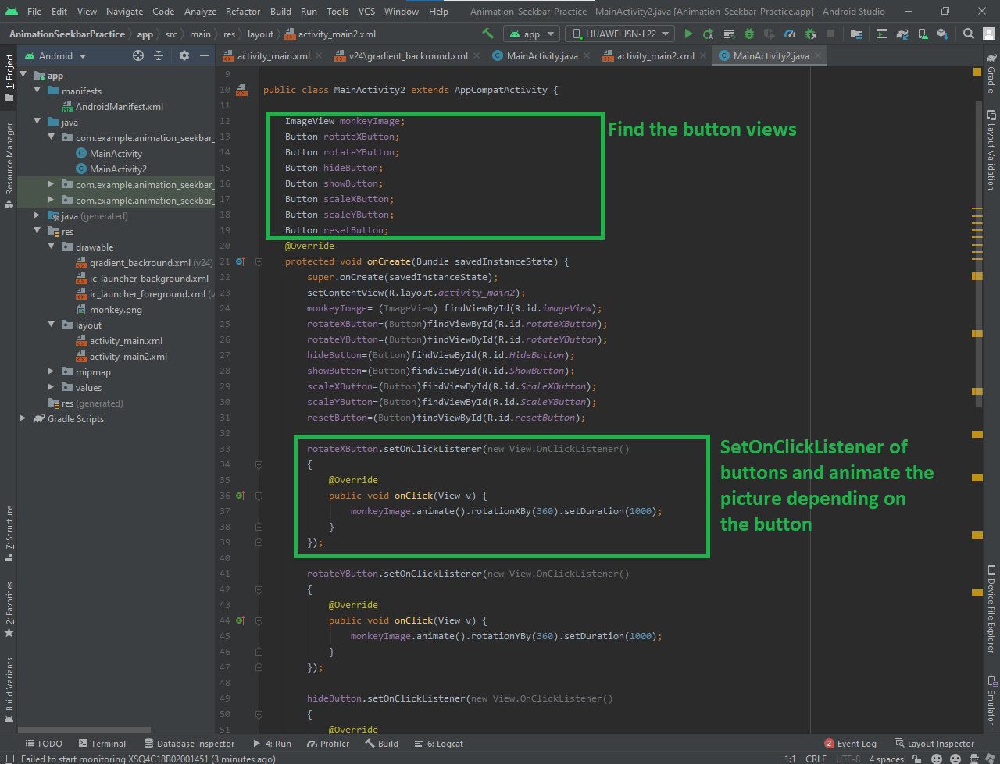 File Edit View Navigate Code Analyze Refactor Build Run Tools VCS Window Help Animation-Seekbar-Practice - MainActivity2.java [Animation-Seekbar-Practice.app] - Android Studio
AnimationSeekbarPractice app src main res layout activity_main2.xml app HUAWEI JSN-L22
Android activity_main.xml v24\gradient_backround.xml MainActivity.java activity_main2.xml MainActivity2.java
1: Project
Resource Manager
7: Structure
2: Favorites
Build Variants
app
manifests
AndroidManifest.xml
java
com.example.animation_seekbar_
MainActivity
MainActivity2
com.example.animation_seekbar_
com.example.animation_seekbar_
java (generated)
res
drawable
gradient_backround.xml (v24)
ic_launcher_background.xml
ic_launcher_foreground.xml (v
monkey.png
layout
activity_main.xml
activity_main2.xml
mipmap
values
res (generated)
Gradle Scripts
9
10 public class MainActivity2 extends AppCompatActivity {
11
12 ImageView monkeyImage;
13 Button rotateXButton;
14 Button rotateYButton;
15 Button hideButton;
16 Button showButton;
17 Button scaleXButton;
18 Button scaleYButton;
19 Button resetButton;
20 @Override
21 protected void onCreate(Bundle savedInstanceState) {
22 super.onCreate(savedInstanceState);
23 setContentView(R.layout.activity_main2);
24 monkeyImage= (ImageView) findViewById(R.id.imageView);
25 rotateXButton=(Button)findViewById(R.id.rotateXButton);
26 rotateYButton=(Button)findViewById(R.id.rotateYButton);
27 hideButton=(Button)findViewById(R.id.HideButton);
28 showButton=(Button)findViewById(R.id.ShowButton);
29 scaleXButton=(Button)findViewById(R.id.ScaleXButton);
30 scaleYButton=(Button)findViewById(R.id.ScaleYButton);
31 resetButton=(Button)findViewById(R.id.resetButton);
32
33 rotateXButton.setOnClickListener(new View.OnClickListener()
34 {
35 @Override
36 public void onClick(View v) {
37 monkeyImage.animate().rotationXBy(360).setDuration(1000);
38 }
39 });
40
41 rotateYButton.setOnClickListener(new View.OnClickListener()
42 {
43 @Override
44 public void onClick(View v) {
45 monkeyImage.animate().rotationYBy(360).setDuration(1000);
46 }
47 });
48
49 hideButton.setOnClickListener(new View.OnClickListener()
50 {
51 @Override
Find the button views
SetOnClickListener of
buttons and animate the
picture depending on
the button
Gradle
Layout Validation
Device File Explorer
Emulator
TODO Terminal Database Inspector 4: Run Profiler Build 6: Logcat 2 Event Log Layout Inspector
Failed to start monitoring XSQ4C18B02001451 (3 minutes ago) 1:1 CRLF UTF-8 4 spaces